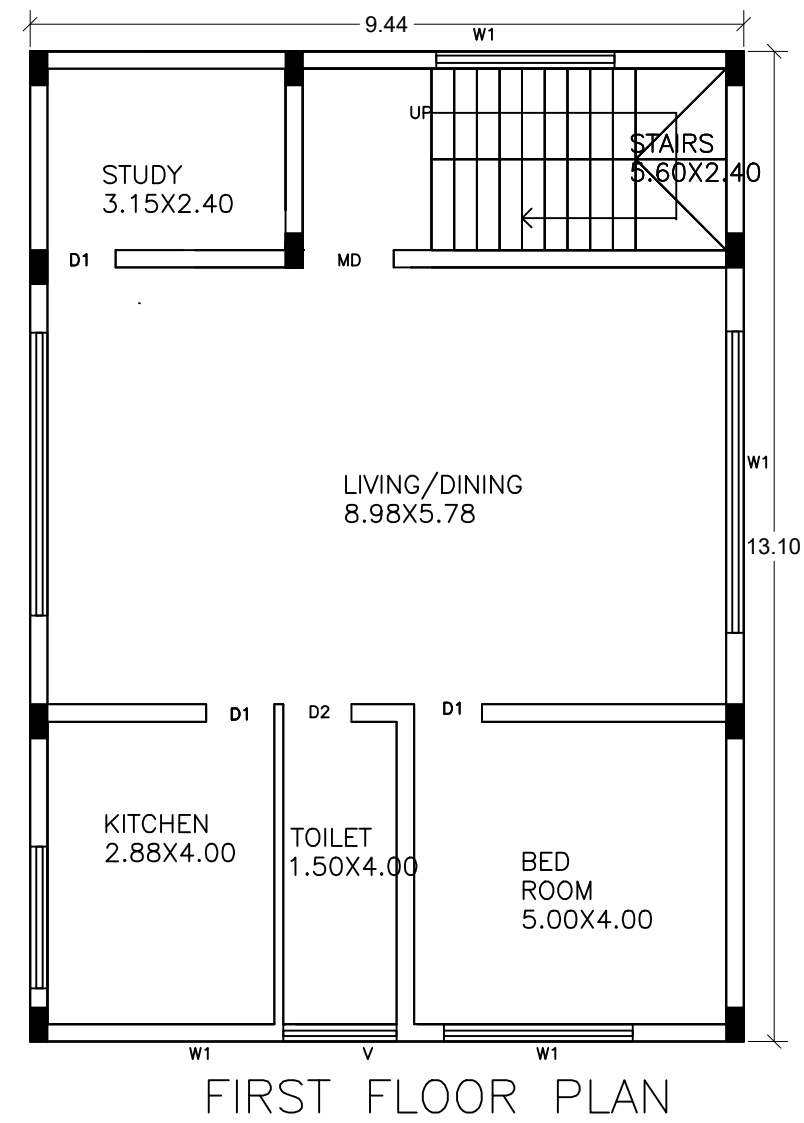 9.44
W1
UP
STAIRS
5.60X2.40
STUDY
3.15X2.40
D1
MD
LIVING/DINING
8.98X5.78
W1
13.10
D1
D2
D1
KITCHEN
2.88X4.00
TOILET
1.50X4.00
BED
ROOM
5.00X4.00
W1
V
W1
FIRST FLOOR PLAN